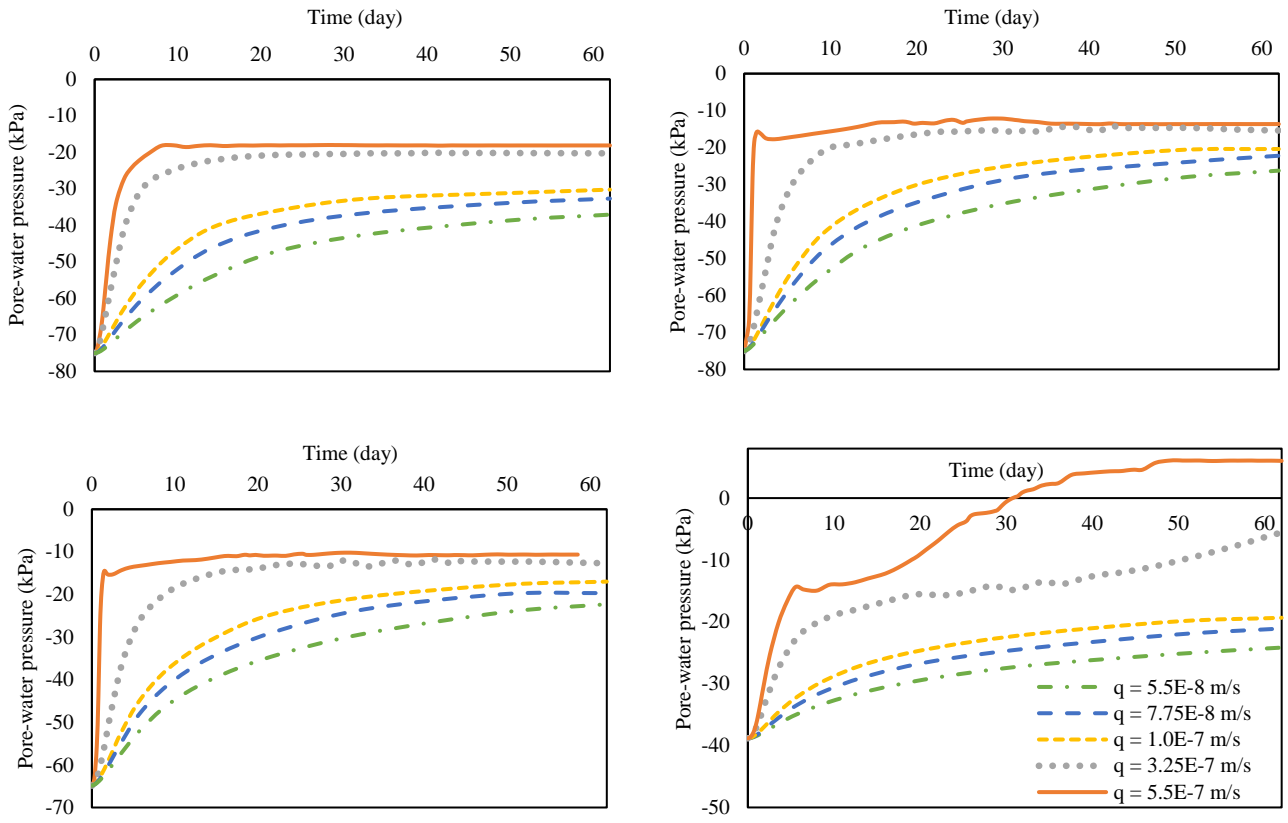 Time (day)
0 10 20 30 40 50 60
0
-10
-20
-30
-40
-50
-60
-70
-80
Pore-water pressure (kPa)
Time (day)
0 10 20 30 40 50 60
0
-10
-20
-30
-40
-50
-60
-70
-80
Pore-water pressure (kPa)
Time (day)
0 10 20 30 40 50 60
0
-10
-20
-30
-40
-50
-60
-70
Pore-water pressure (kPa)
Time (day)
0
0 10 20 30 40 50 60
-10
-20
-30
-40
-50
Pore-water pressure (kPa)
q = 5.5E-8 m/s
q = 7.75E-8 m/s
q = 1.0E-7 m/s
q = 3.25E-7 m/s
q = 5.5E-7 m/s